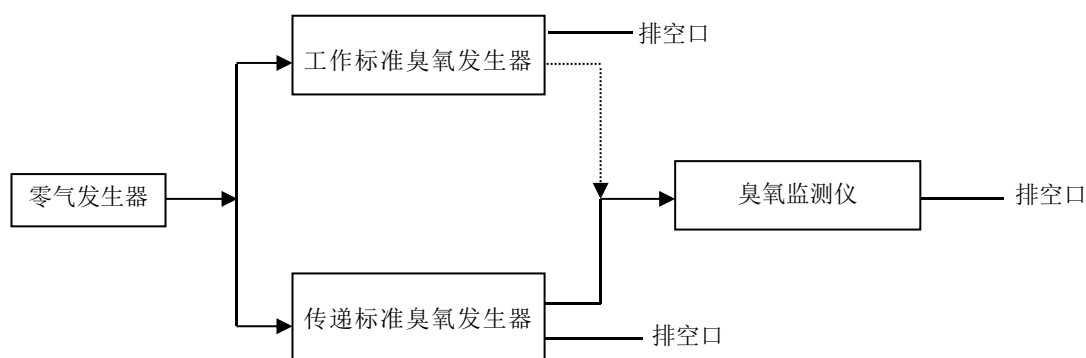 排空口
工作标准臭氧发生器
零气发生器
臭氧监测仪
排空口
传递标准臭氧发生器
排空口